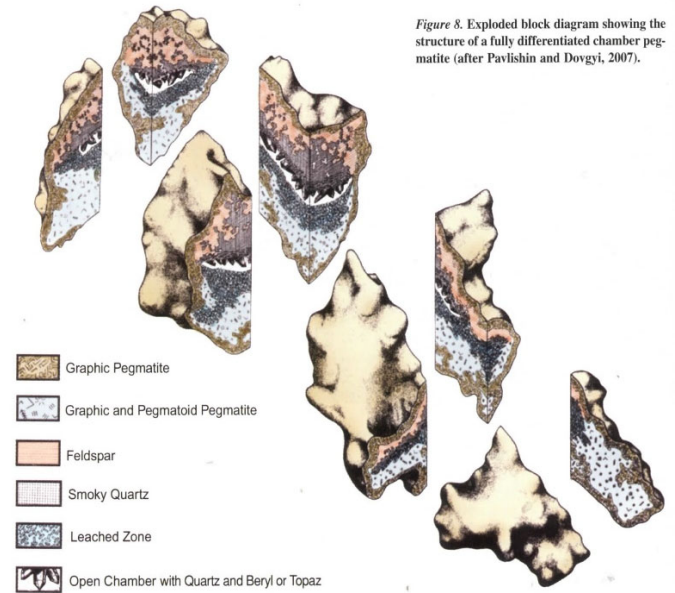 Figure 8. Exploded block diagram showing the
structure of a fully differentiated chamber peg-
matite (after Pavlishin and Dovgyi, 2007).
Graphic Pegmatite
Graphic and Pegmatoid Pegmatite
Feldspar
Smoky Quartz
Leached Zone
Open Chamber with Quartz and Beryl or Topaz